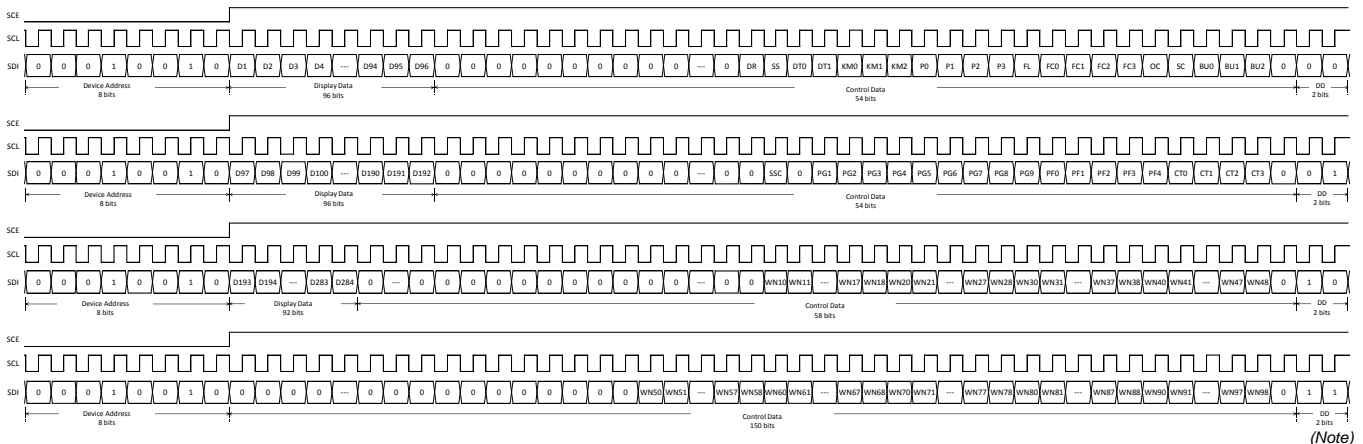 SCE
SCL
SDI 0 0 0 1 0 0 1 0 D1 D2 D3 D4 --- D94 D95 D96 0 0 0 0 0 0 0 0 0 0 --- 0 DR SS DT0 DT1 KM0 KM1 KM2 P0 P1 P2 P3 FL FC0 FC1 FC2 FC3 OC SC BU0 BU1 BU2 0 0 0
Device Address Display Data Control Data DD
8 bits 96 bits 54 bits 2 bits
SCE
SCL
SDI 0 0 0 1 0 0 1 0 D97 D98 D99 D100 --- D190 D191 D192 0 0 0 0 0 0 0 0 0 0 --- 0 0 SSC 0 PG1 PG2 PG3 PG4 PG5 PG6 PG7 PG8 PG9 PF0 PF1 PF2 PF3 PF4 CT0 CT1 CT2 CT3 0 0 1
Device Address Display Data Control Data DD
8 bits 96 bits 54 bits 2 bits
SCE
SCL
SDI 0 0 0 1 0 0 1 0 D193 D194 --- D283 D284 0 --- 0 0 0 0 0 0 0 0 0 0 0 --- 0 0 WN10 WN11 --- WN17 WN18 WN20 WN21 --- WN27 WN28 WN30 WN31 --- WN37 WN38 WN40 WN41 --- WN47 WN48 0 1 0
Device Address Display Data Control Data DD
8 bits 92 bits 58 bits 2 bits
SCE
SCL
SDI 0 0 0 1 0 0 1 0 0 0 0 0 --- 0 0 0 0 0 0 0 0 0 0 0 WN50 WN51 --- WN57 WN58 WN60 WN61 --- WN67 WN68 WN70 WN71 --- WN77 WN78 WN80 WN81 --- WN87 WN88 WN90 WN91 --- WN97 WN98 0 1 1
Device Address Control Data DD
8 bits 150 bits 2 bits
(Note)